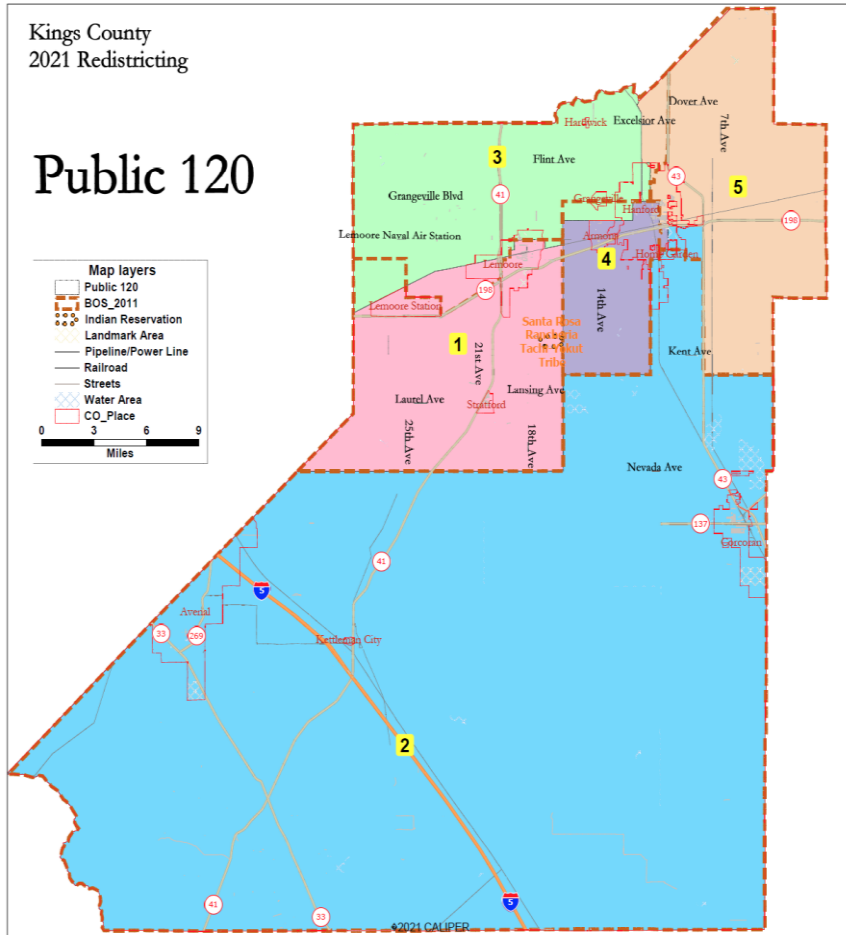 Kings County
2021 Redistricting
Public 120
Map layers
Public 120
BOS_2011
Indian Reservation
Landmark Area
Pipeline/Power Line
Railroad
Streets
Water Area
CO_Place
0 3 6 9
Miles
Dover Ave
Hardwick
Excelsior Ave
7th Ave
3
Flint Ave
43
5
41
Grangeville Blvd
Grangeville
Hanford
198
Lemoore Naval Air Station
Armona
4
Home Garden
Lemoore
198
Lemoore Station
14th Ave
Santa Rosa
Rancheria
Tachi Yokut
Tribe
1
21st Ave
Kent Ave
Lansing Ave
Laurel Ave
Stratford
25th Ave
18th Ave
Nevada Ave
43
137
Corcoran
41
5
Avenal
33
269
Kettleman City
2
41
33
5
�2021 CALIPER